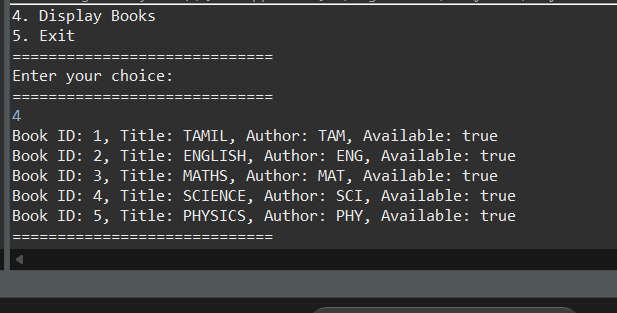 4. Display Books
5. Exit
=============================
Enter your choice:
=============================
4
Book ID: 1, Title: TAMIL, Author: TAM, Available: true
Book ID: 2, Title: ENGLISH, Author: ENG, Available: true
Book ID: 3, Title: MATHS, Author: MAT, Available: true
Book ID: 4, Title: SCIENCE, Author: SCI, Available: true
Book ID: 5, Title: PHYSICS, Author: PHY, Available: true
=============================